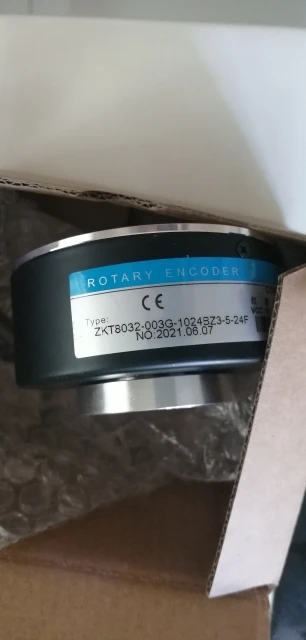 ROTARY ENCODER
CE
Type:
ZKT8032-003G-1024BZ3-5-24F
NO:2021.06.07